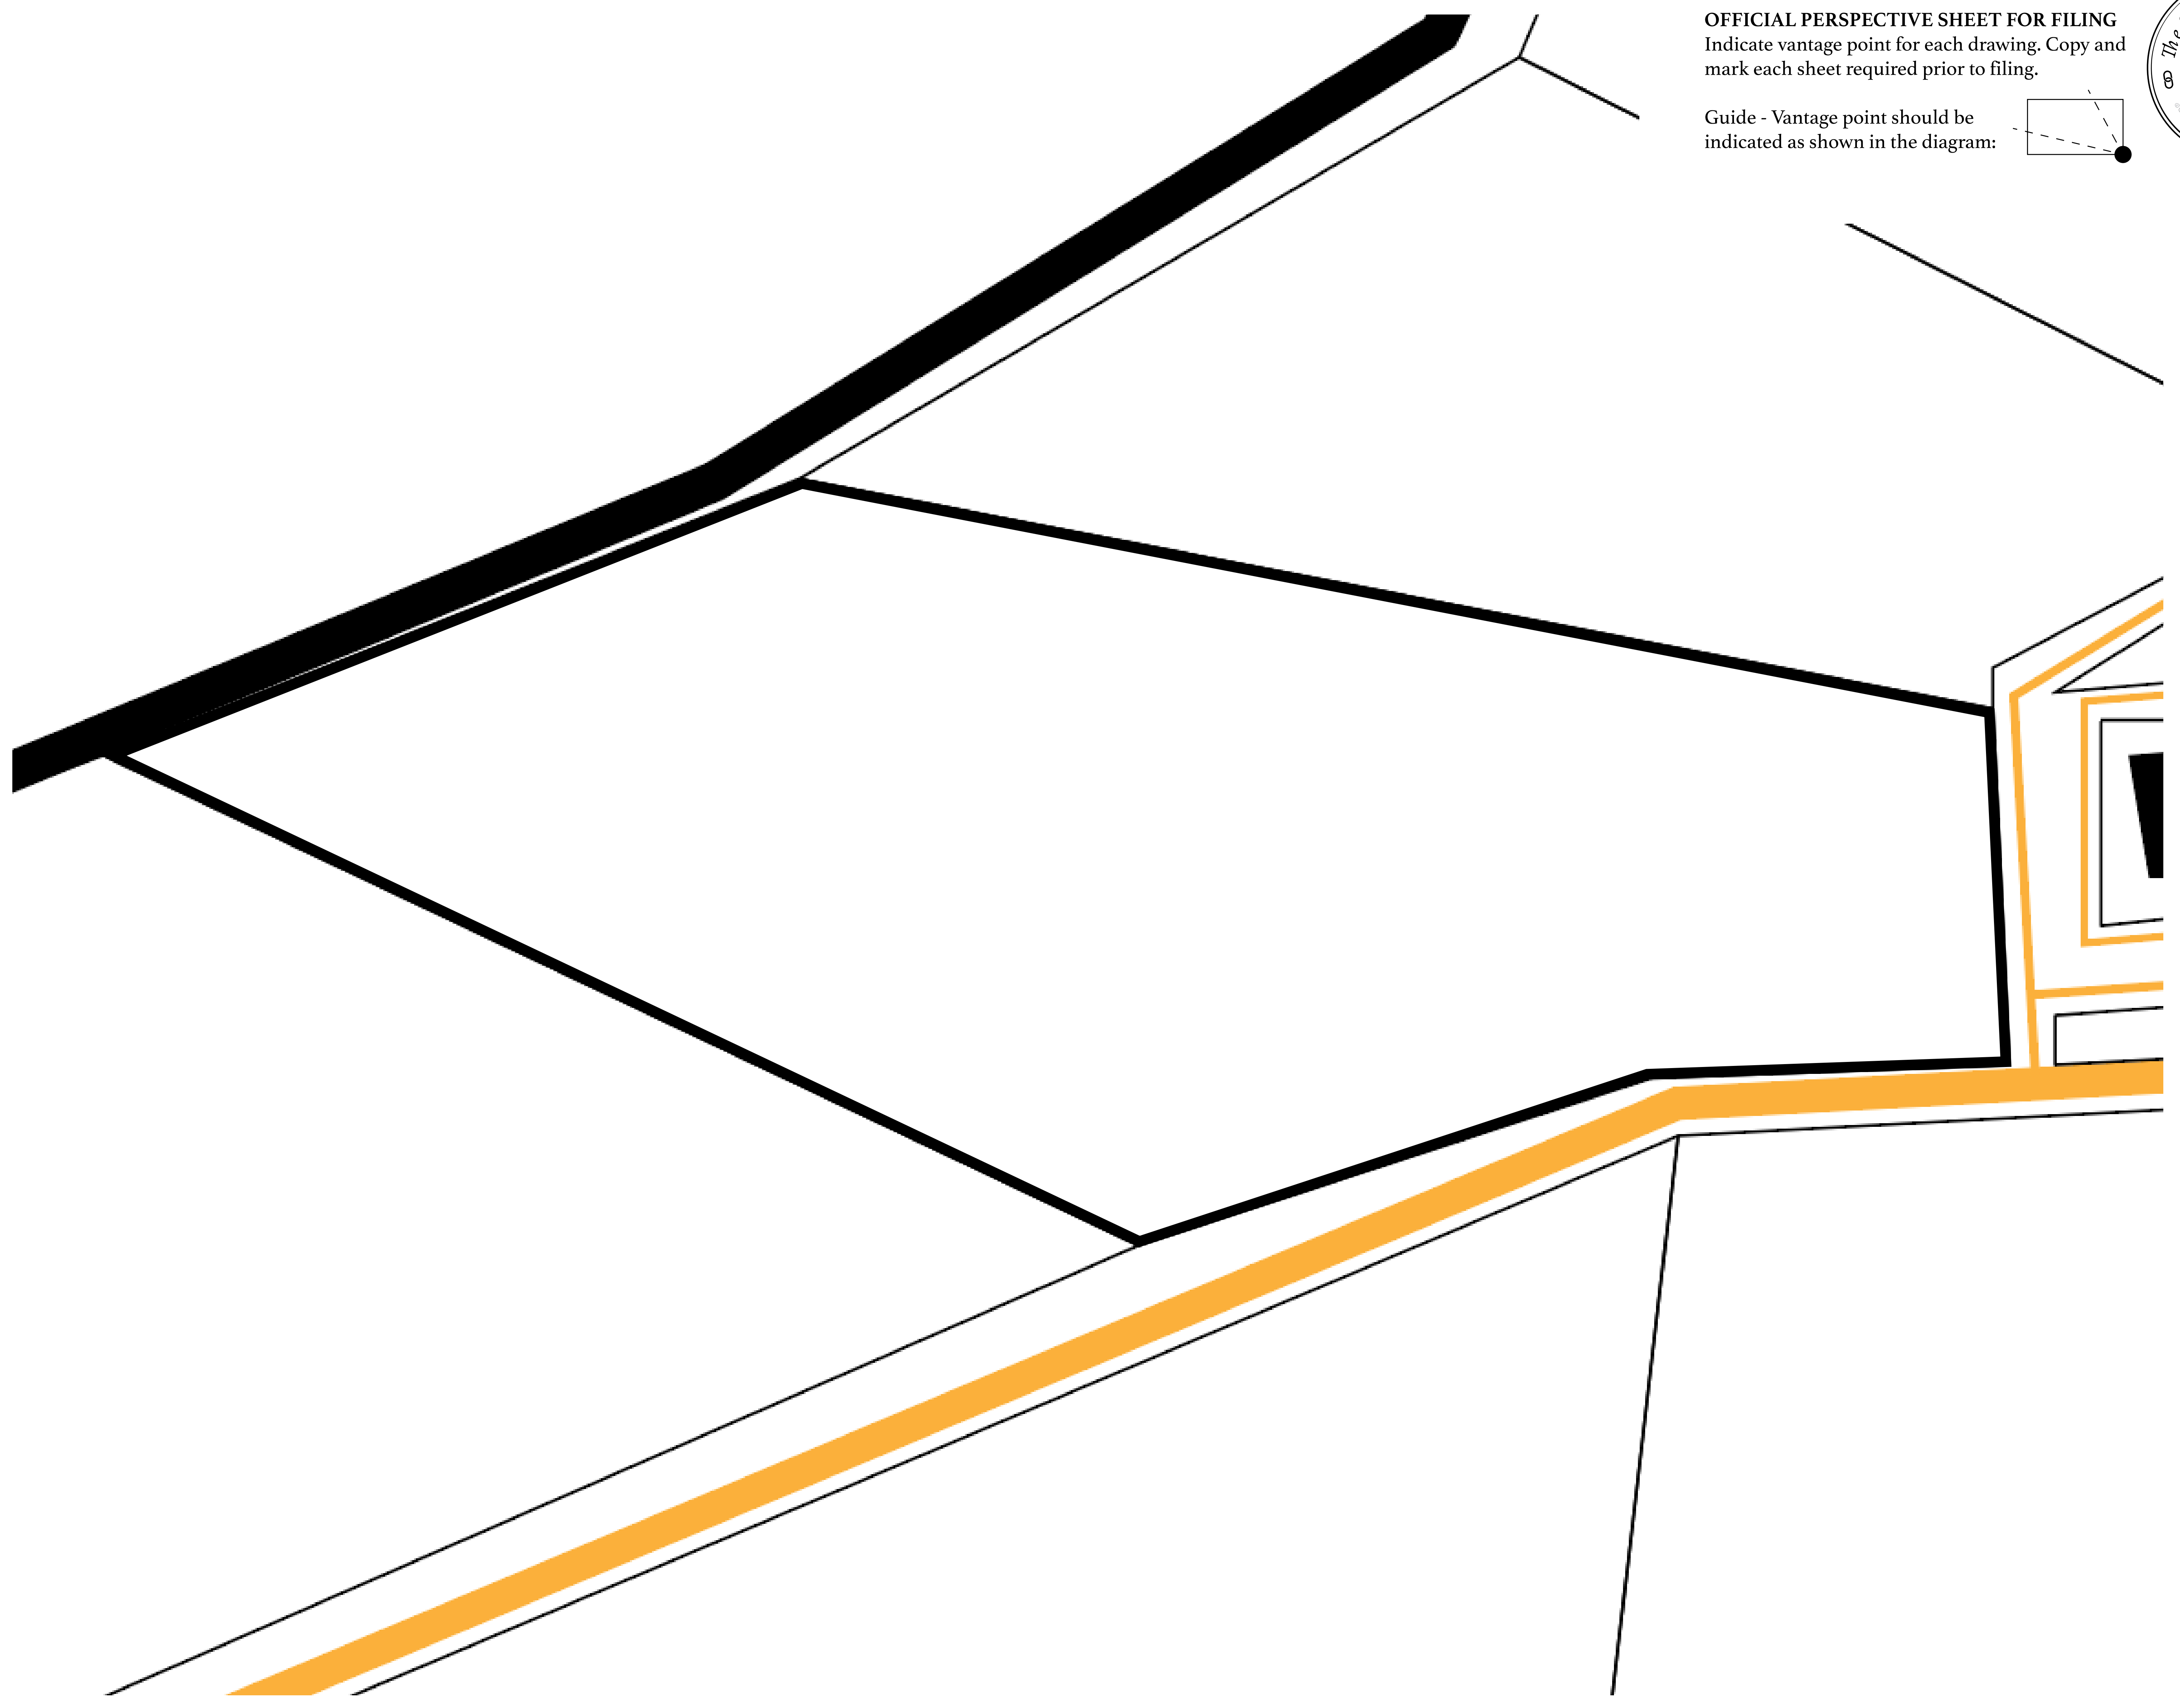 OFFICIAL PERSPECTIVE SHEET FOR FILING
Indicate vantage point for each drawing. Copy and
mark each sheet required prior to filing.
Guide - Vantage point should be
indicated as shown in the diagram:
The